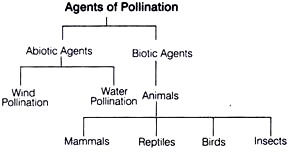 Agents of Pollination
Abiotic Agents
Biotic Agents
Wind
Pollination
Water
Pollination
Animals
Mammals
Reptiles
Birds
Insects